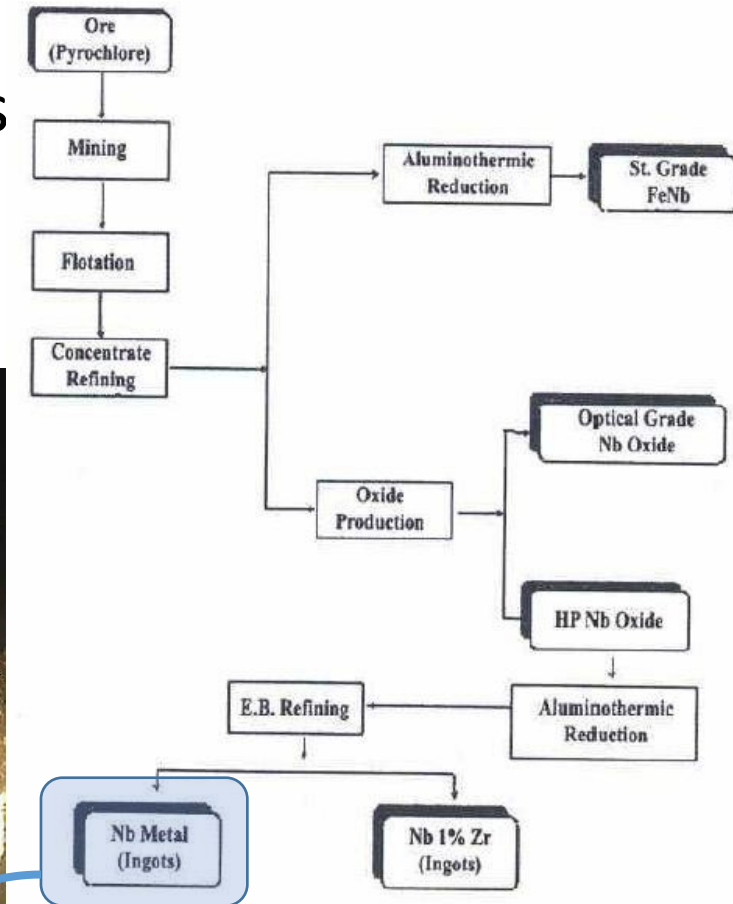 Ore
(Pyrochlore)
s
Mining
Aluminothermic
Reduction
St. Grade
FeNb
Flotation
Concentrate
Refining
Optical Grade
Nb Oxide
Oxide
Production
HP Nb Oxide
E.B. Refining
Aluminothermic
Reduction
Nb Metal
(Ingots)
Nb 1% Zr
(Ingots)